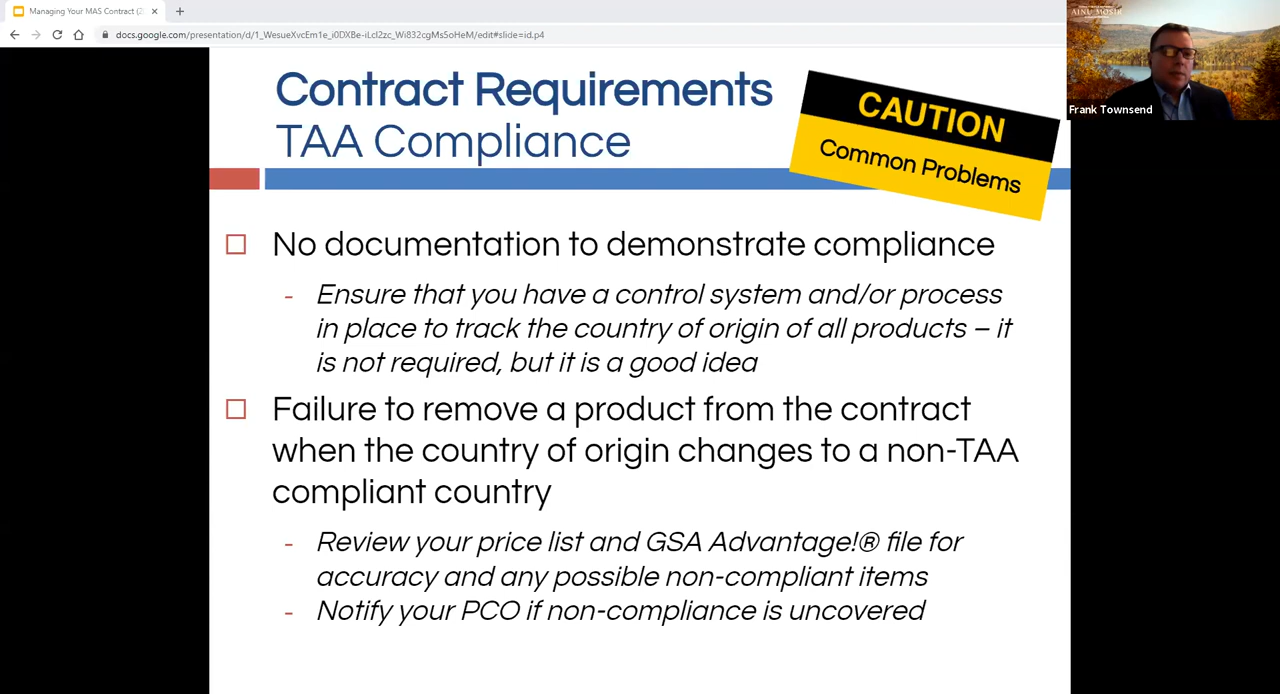 Managing Your MAS Contract (2
docs.google.com/presentation/d/1_WesueXvcEm1e_i0DXBe-iLcl2zc_Wi832cgMs5oHeM/edit#slide=id.p4
AINU MOSIR
Frank Townsend
Contract Requirements
TAA Compliance
CAUTION
Common Problems
No documentation to demonstrate compliance
- Ensure that you have a control system and/or process
in place to track the country of origin of all products – it
is not required, but it is a good idea
Failure to remove a product from the contract
when the country of origin changes to a non-TAA
compliant country
- Review your price list and GSA Advantage!® file for
accuracy and any possible non-compliant items
- Notify your PCO if non-compliance is uncovered